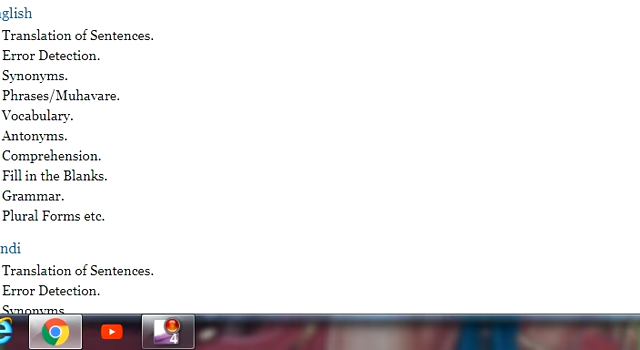 glish
Translation of Sentences.
Error Detection.
Synonyms.
Phrases/Muhavare.
Vocabulary.
Antonyms.
Comprehension.
Fill in the Blanks.
Grammar.
Plural Forms etc.
ndi
Translation of Sentences.
Error Detection.
Synonyms.
4